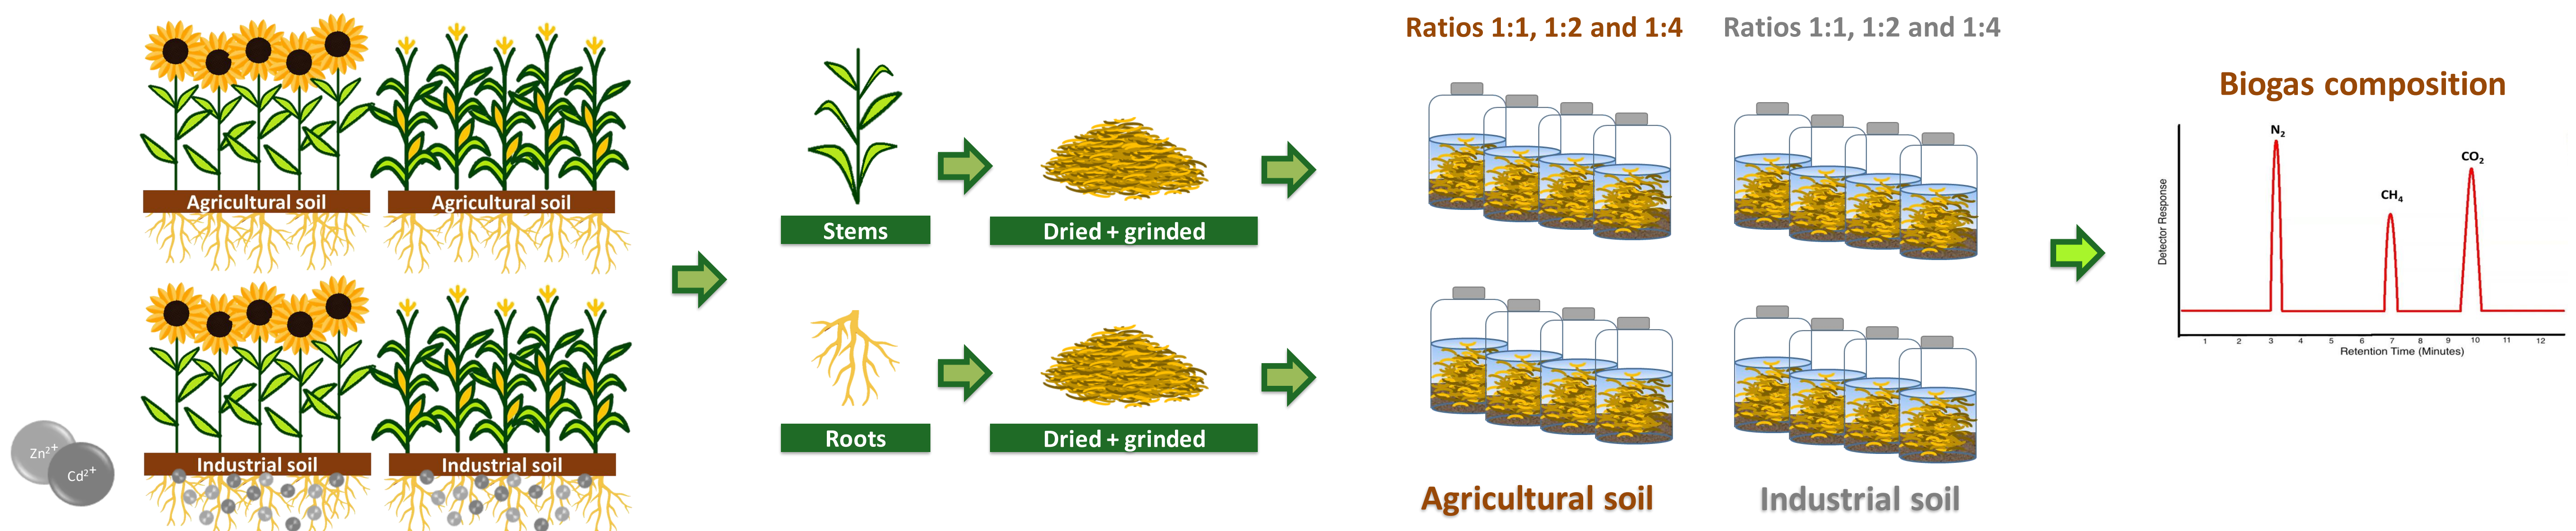 Agricultural soil
Agricultural soil
Zn2+
Cd2+
Industrial soil
Industrial soil
Stems
Dried + grinded
Roots
Dried + grinded
Ratios 1:1, 1:2 and 1:4
Ratios 1:1, 1:2 and 1:4
Agricultural soil
Industrial soil
Biogas composition
N2
CH4
CO2
Detector Response
1 2 3 4 5 6 7 8 9 10 11 12
Retention Time (Minutes)